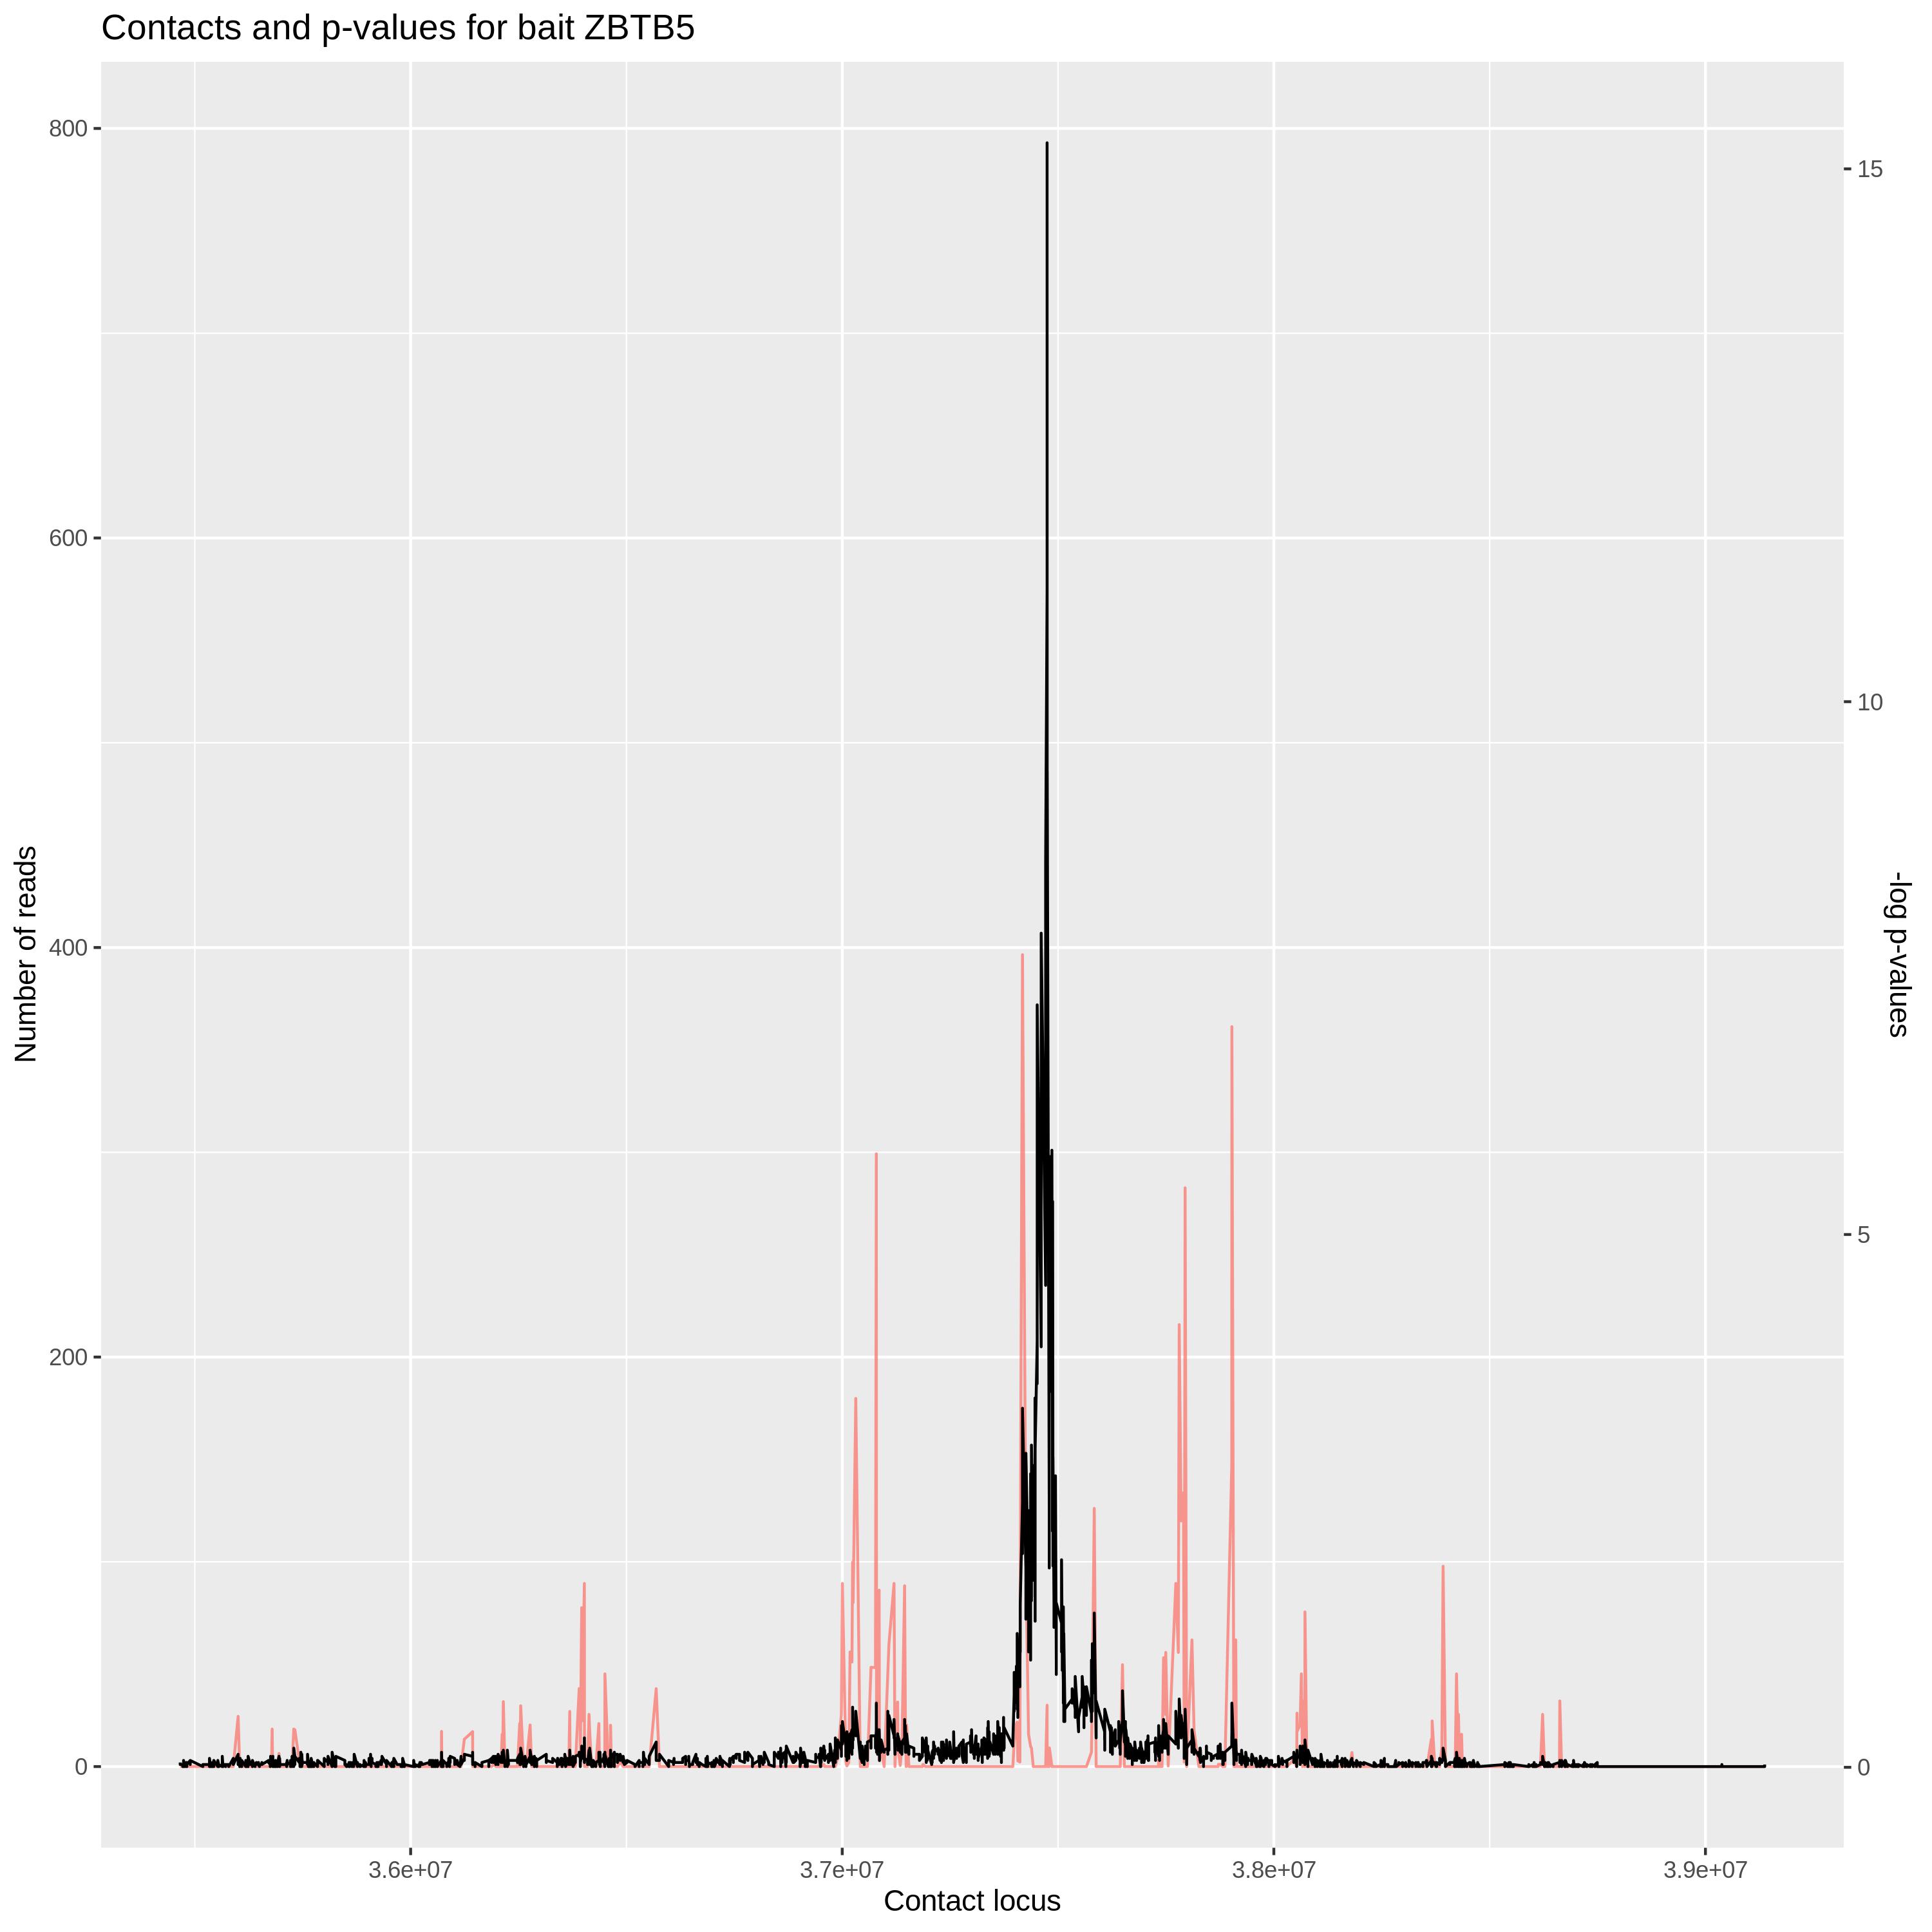 Contacts and p-values for bait ZBTB5
800
600
400
200
0
Number of reads
15
10
5
0
-log p-values
3.6e+07
3.7e+07
3.8e+07
3.9e+07
Contact locus